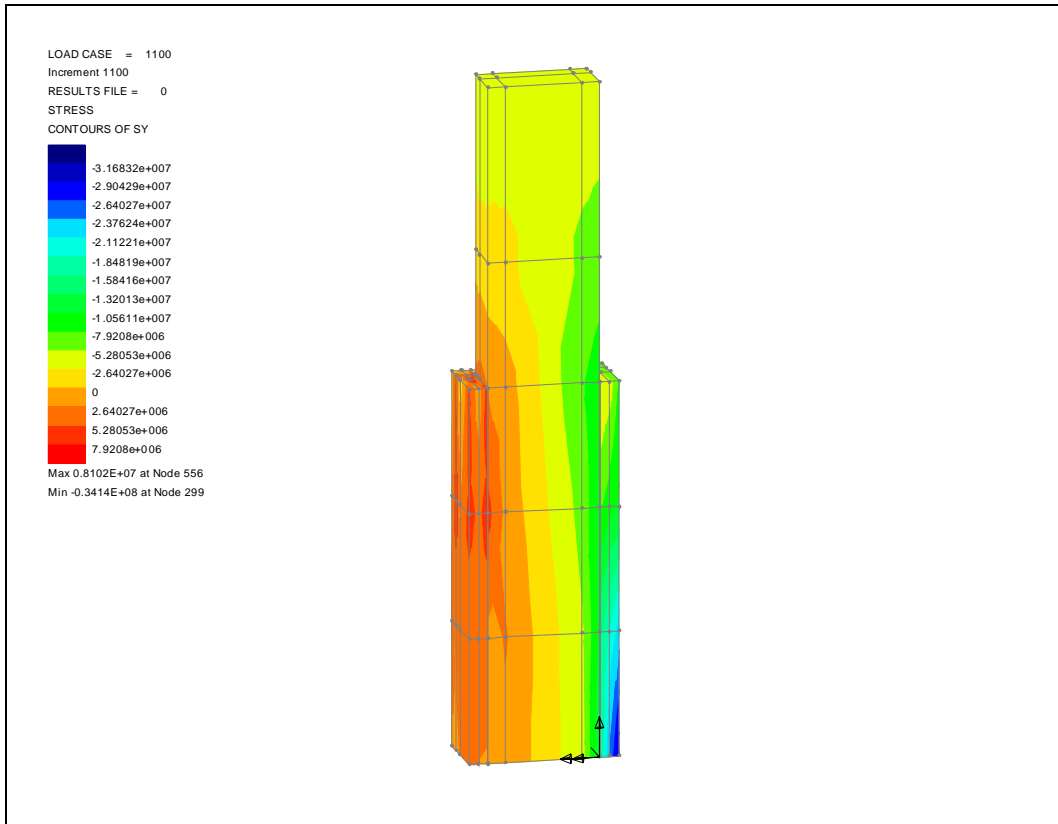 LOAD CASE = 1100
Increment 1100
RESULTS FILE = 0
STRESS
CONTOURS OF SY
-3.16832e+007
-2.90429e+007
-2.64027e+007
-2.37624e+007
-2.11221e+007
-1.84819e+007
-1.58416e+007
-1.32013e+007
-1.05611e+007
-7.9208e+006
-5.28053e+006
-2.64027e+006
0
2.64027e+006
5.28053e+006
7.9208e+006
Max 0.8102E+07 at Node 556
Min -0.3414E+08 at Node 299